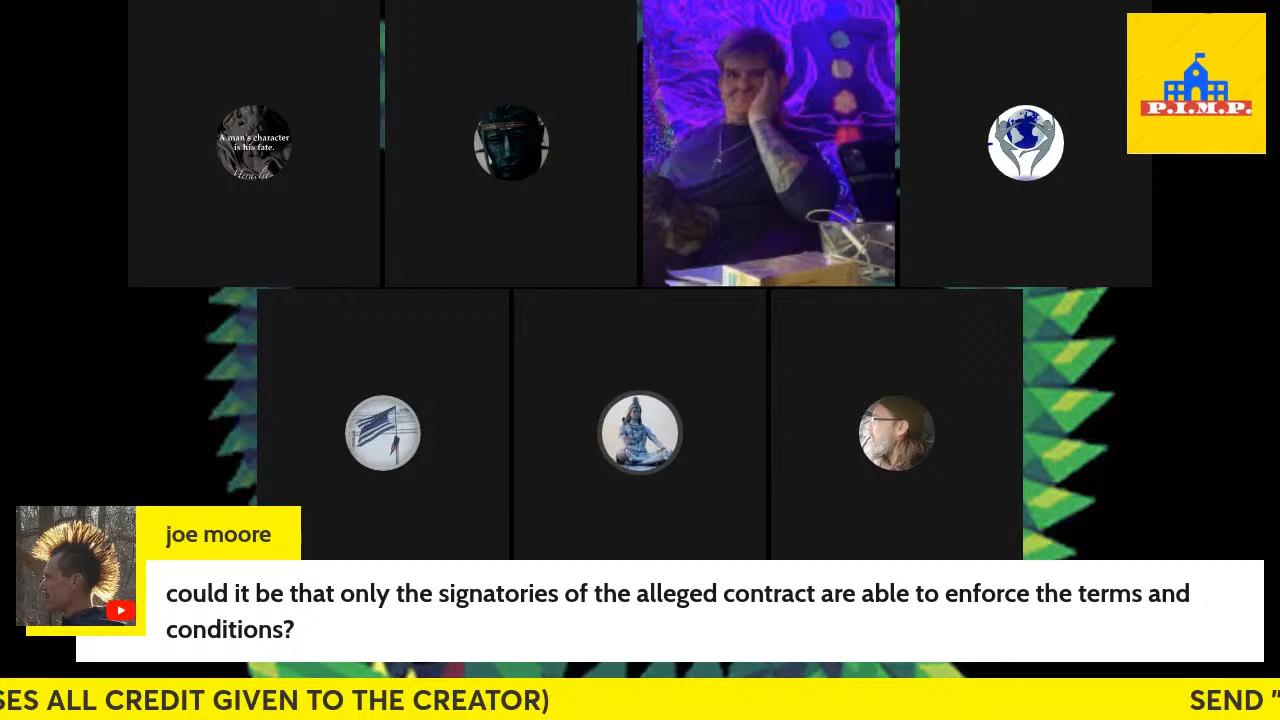 A man's character
is his fate.
P.I.M.P.
joe moore
could it be that only the signatories of the alleged contract are able to enforce the terms and
conditions?
SES ALL CREDIT GIVEN TO THE CREATOR)
SEND "